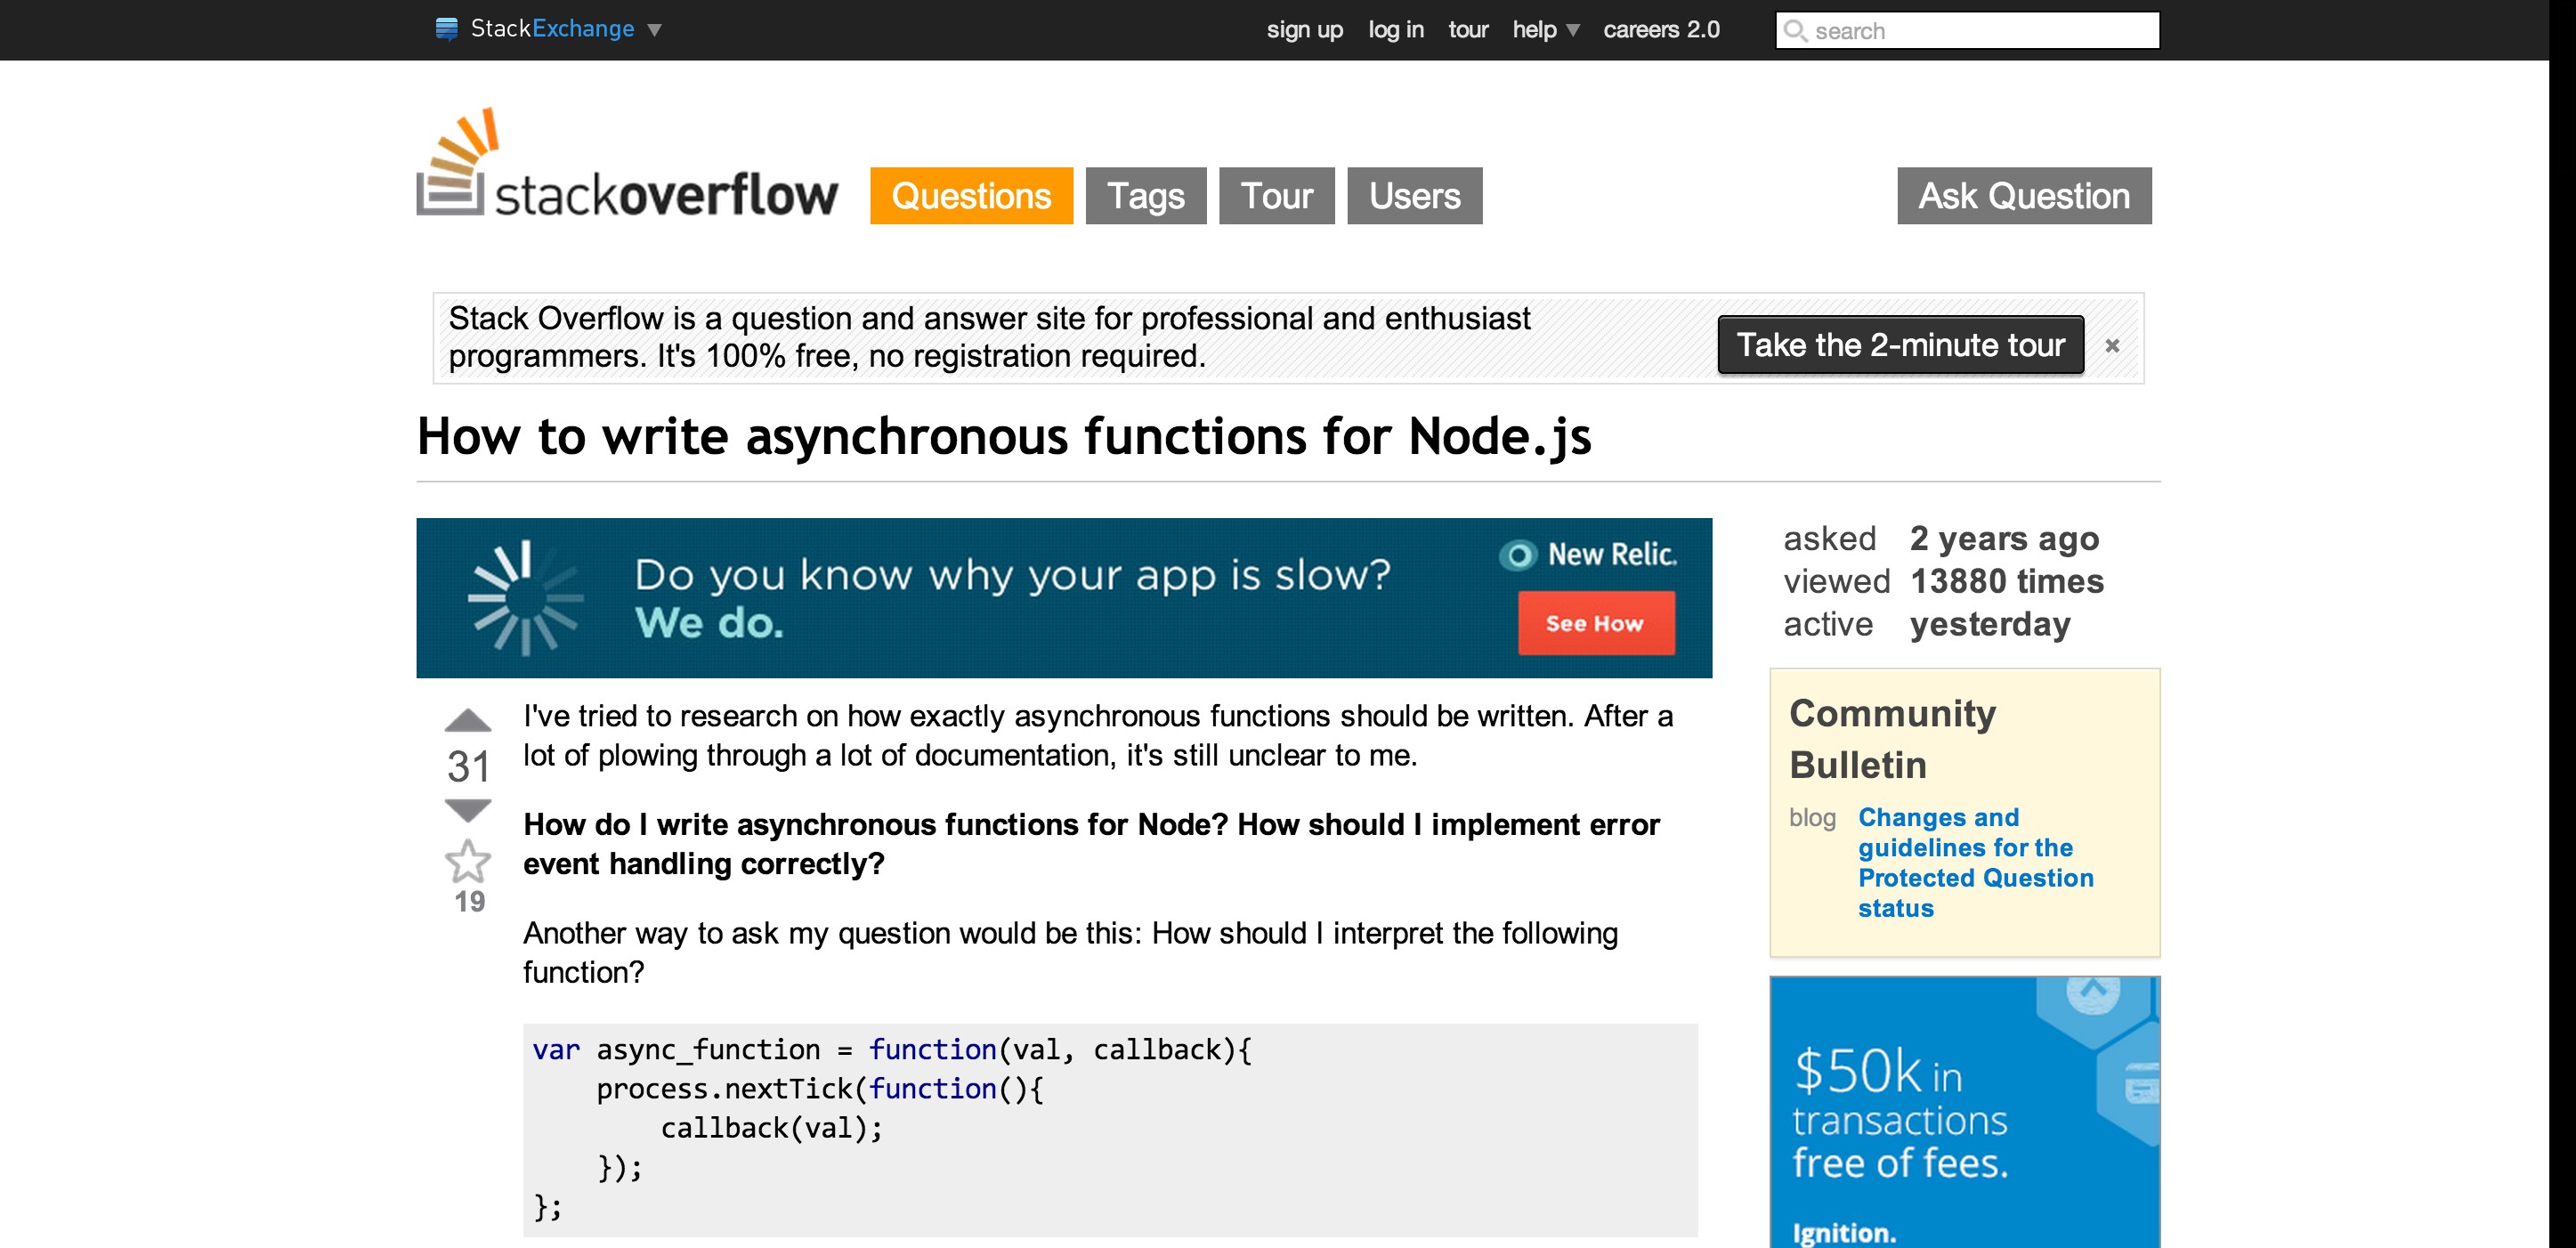 StackExchange ▼
sign up log in tour help ▼ careers 2.0
search
stackoverflow
Questions Tags Tour Users
Ask Question
Stack Overflow is a question and answer site for professional and enthusiast
programmers. It's 100% free, no registration required.
Take the 2-minute tour
×
How to write asynchronous functions for Node.js
Do you know why your app is slow?
We do.
New Relic.
See How
31
19
I've tried to research on how exactly asynchronous functions should be written. After a
lot of plowing through a lot of documentation, it's still unclear to me.
How do I write asynchronous functions for Node? How should I implement error
event handling correctly?
Another way to ask my question would be this: How should I interpret the following
function?
var async_function = function(val, callback){
    process.nextTick(function(){
        callback(val);
    });
};
asked 2 years ago
viewed 13880 times
active yesterday
Community
Bulletin
blog Changes and
guidelines for the
Protected Question
status
$50k in
transactions
free of fees.
Ignition.